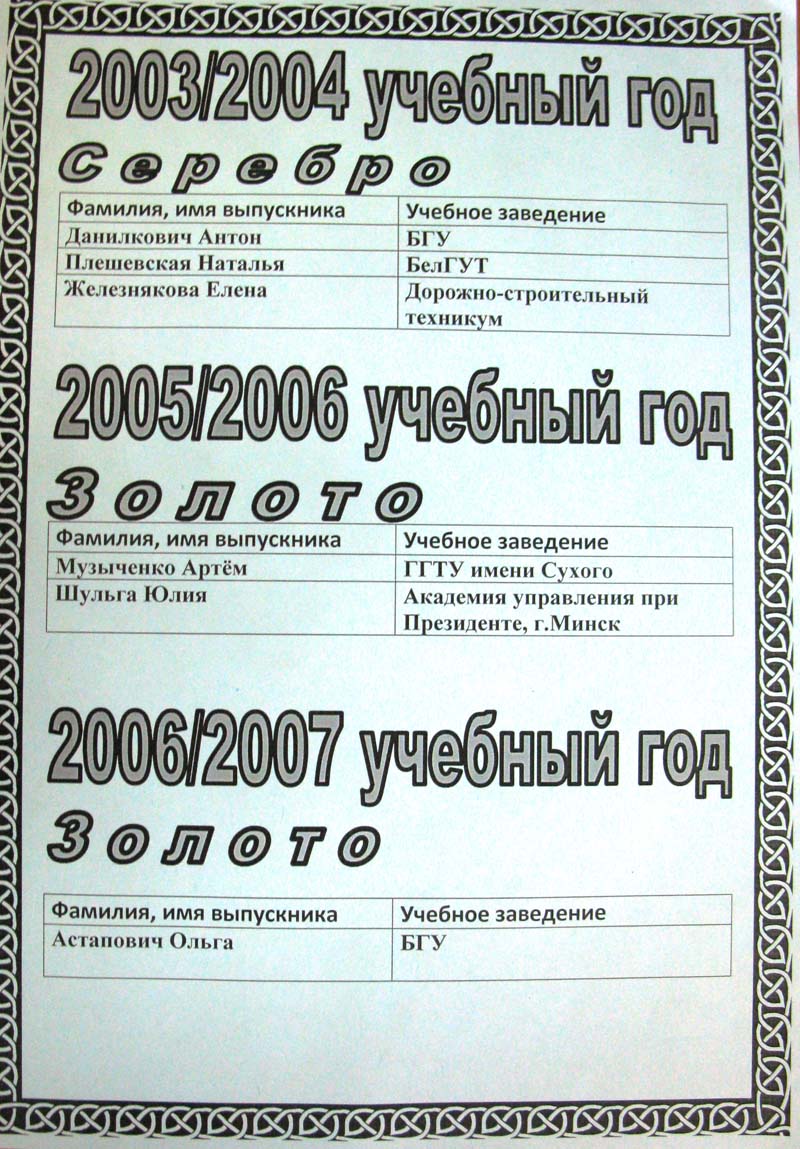 2003/2004 учебный год
Серебро
Фамилия, имя выпускника Учебное заведение
Данилкович Антон БГУ
Плешевская Наталья БелГУТ
Железнякова Елена Дорожно-строительный
техникум
2005/2006 учебный год
Золото
Фамилия, имя выпускника Учебное заведение
Музыченко Артём ГГТУ имени Сухого
Шульга Юлия Академия управления при
Президенте, г.Минск
2006/2007 учебный год
Золото
Фамилия, имя выпускника Учебное заведение
Астапович Ольга БГУ